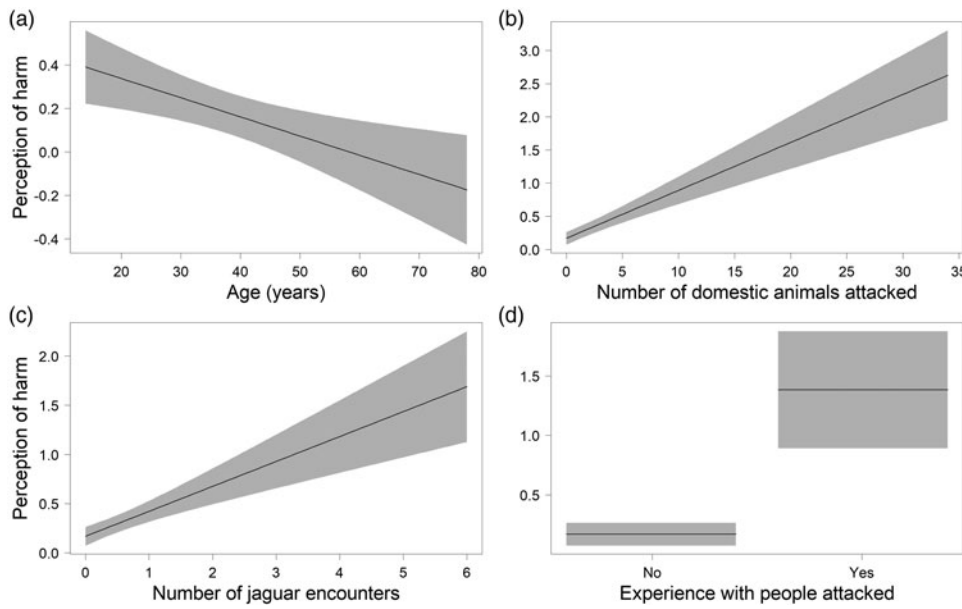 (a)
Perception of harm
0.4
0.2
0.0
-0.2
-0.4
20 30 40 50 60 70 80
Age (years)
(b)
3.0
2.5
2.0
1.5
1.0
0.5
0.0
0 5 10 15 20 25 30 35
Number of domestic animals attacked
(c)
Perception of harm
2.0
1.5
1.0
0.5
0.0
0 1 2 3 4 5 6
Number of jaguar encounters
(d)
1.5
1.0
0.5
No Yes
Experience with people attacked